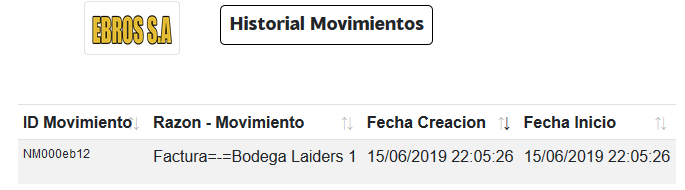 EBROS S.A
Historial Movimientos
ID Movimiento Razon - Movimiento Fecha Creacion Fecha Inicio
NM000eb12 Factura=-=Bodega Laiders 1 15/06/2019 22:05:26 15/06/2019 22:05:26